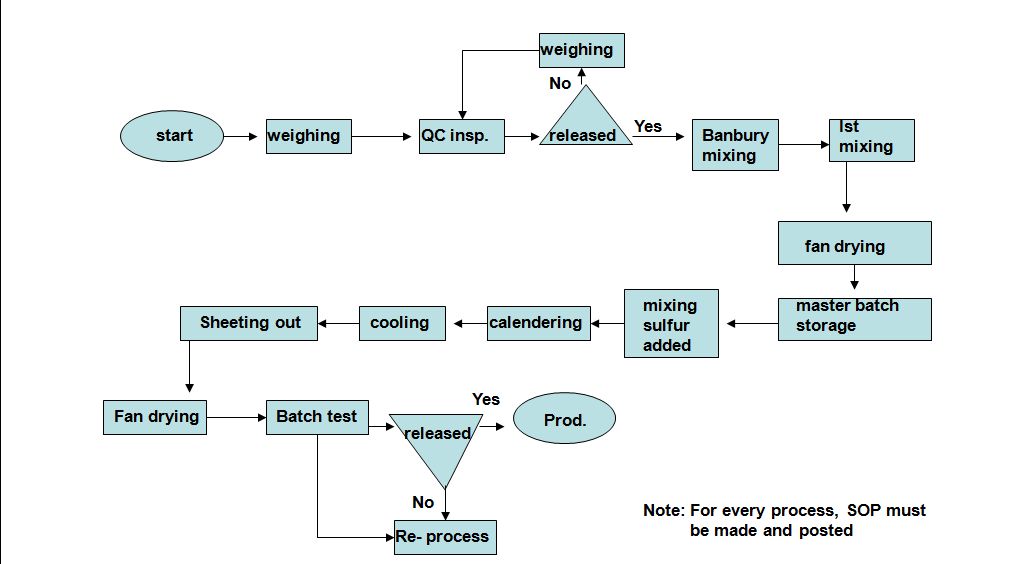 weighing
No
start
weighing
QC insp.
released
Yes
Banbury
mixing
Ist
mixing
fan drying
master batch
storage
mixing
sulfur
added
calendering
cooling
Sheeting out
Fan drying
Batch test
released
Yes
Prod.
No
Re- process
Note: For every process, SOP must
be made and posted